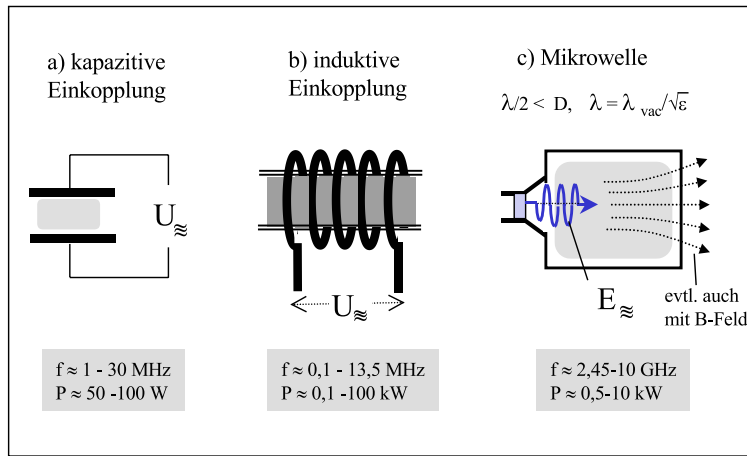 a) kapazitive
Einkopplung
U≋
f ≈ 1 - 30 MHz
P ≈ 50 -100 W
b) induktive
Einkopplung
U≋
f ≈ 0,1 - 13,5 MHz
P ≈ 0,1 -100 kW
c) Mikrowelle
λ/2 < D, λ = λ vac/√ε
E≋
evtl. auch
mit B-Feld
f ≈ 2,45-10 GHz
P ≈ 0,5-10 kW